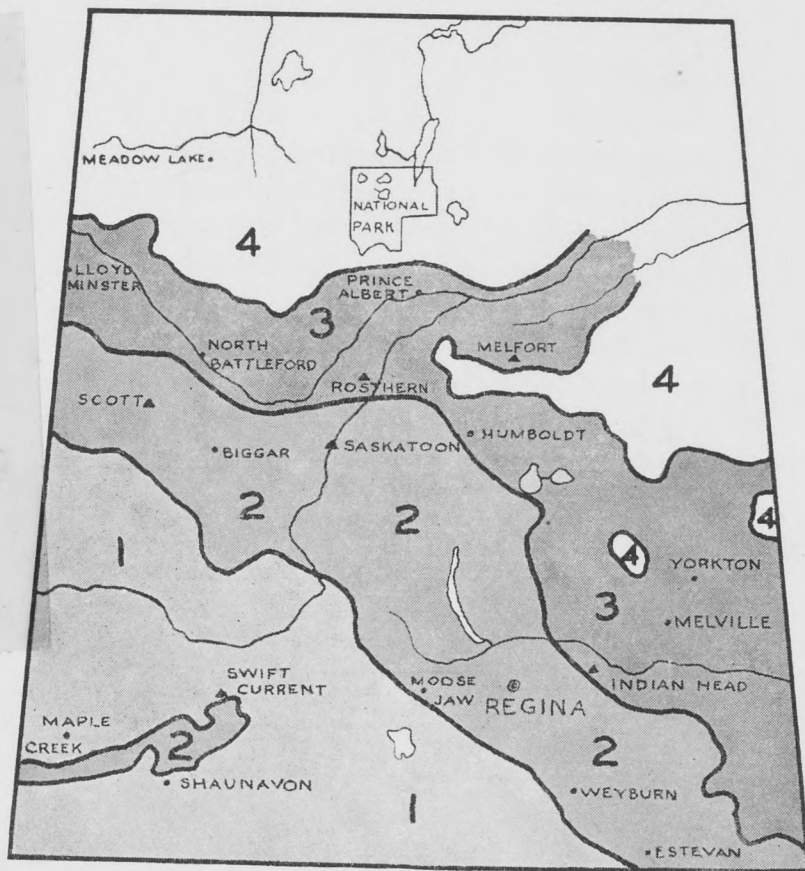 MEADOW LAKE
NATIONAL
PARK
4
LLOYD
MINSTER
PRINCE
ALBERT
3
NORTH
BATTLEFORD
MELFORT
4
ROSTHERN
SCOTT
HUMBOLDT
BIGGAR
SASKATOON
2
2
4
1
4
YORKTON
3
MELVILLE
SWIFT
CURRENT
MOOSE
JAW
REGINA
INDIAN HEAD
MAPLE
CREEK
2
2
SHAUNAVON
1
WEYBURN
ESTEVAN